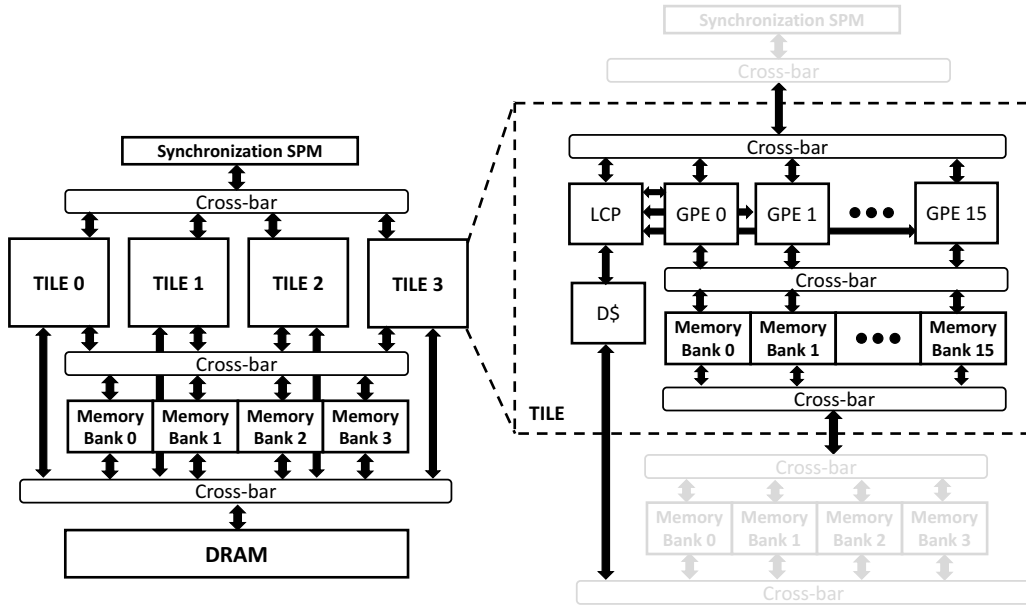 Synchronization SPM
Cross-bar
TILE 0
TILE 1
TILE 2
TILE 3
Cross-bar
Memory
Bank 0
Memory
Bank 1
Memory
Bank 2
Memory
Bank 3
Cross-bar
DRAM
Synchronization SPM
Cross-bar
Cross-bar
LCP
GPE 0
GPE 1
GPE 15
Cross-bar
D$
Memory
Bank 0
Memory
Bank 1
Memory
Bank 15
Cross-bar
TILE
Cross-bar
Memory
Bank 0
Memory
Bank 1
Memory
Bank 2
Memory
Bank 3
Cross-bar